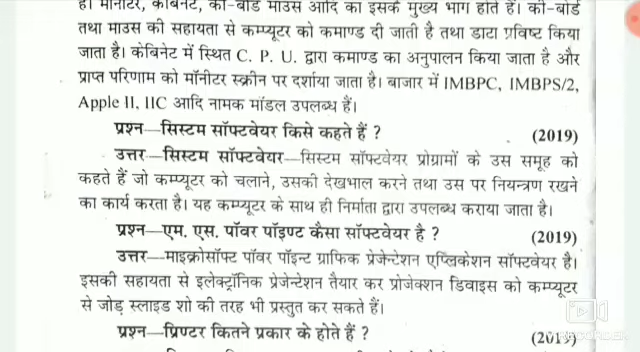 है। मॉनीटर, कैबिनेट, की-बोर्ड माउस आदि का इसके मुख्य भाग होते हैं। की-बोर्ड
तथा माउस की सहायता से कम्प्यूटर को कमाण्ड दी जाती है तथा डाटा प्रविष्ट किया
जाता है। केबिनेट में स्थित C. P. U. द्वारा कमाण्ड का अनुपालन किया जाता है और
प्राप्त परिणाम को मॉनीटर स्क्रीन पर दर्शाया जाता है। बाजार में IMBPC, IMBPS/2,
Apple II, IIC आदि नामक मॉडल उपलब्ध हैं।
प्रश्न—सिस्टम सॉफ्टवेयर किसे कहते हैं ? (2019)
उत्तर—सिस्टम सॉफ्टवेयर—सिस्टम सॉफ्टवेयर प्रोग्रामों के उस समूह को
कहते हैं जो कम्प्यूटर को चलाने, उसकी देखभाल करने तथा उस पर नियन्त्रण रखने
का कार्य करता है। यह कम्प्यूटर के साथ ही निर्माता द्वारा उपलब्ध कराया जाता है।
प्रश्न—एम. एस. पॉवर पॉइण्ट कैसा सॉफ्टवेयर है ? (2019)
उत्तर—माइक्रोसॉफ्ट पॉवर पॉइन्ट ग्राफिक प्रेजेन्टेशन एप्लिकेशन सॉफ्टवेयर है।
इसकी सहायता से इलेक्ट्रॉनिक प्रेजेन्टेशन तैयार कर प्रोजेक्शन डिवाइस को कम्प्यूटर
से जोड़ स्लाइड शो की तरह भी प्रस्तुत कर सकते हैं।
प्रश्न—प्रिण्टर कितने प्रकार के होते हैं ? (2019)